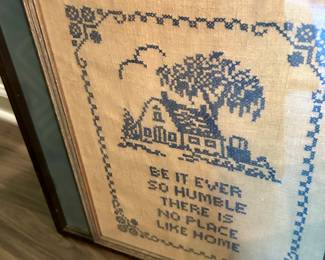 BE IT EVER
SO HUMBLE
THERE IS
NO PLACE
LIKE HOME